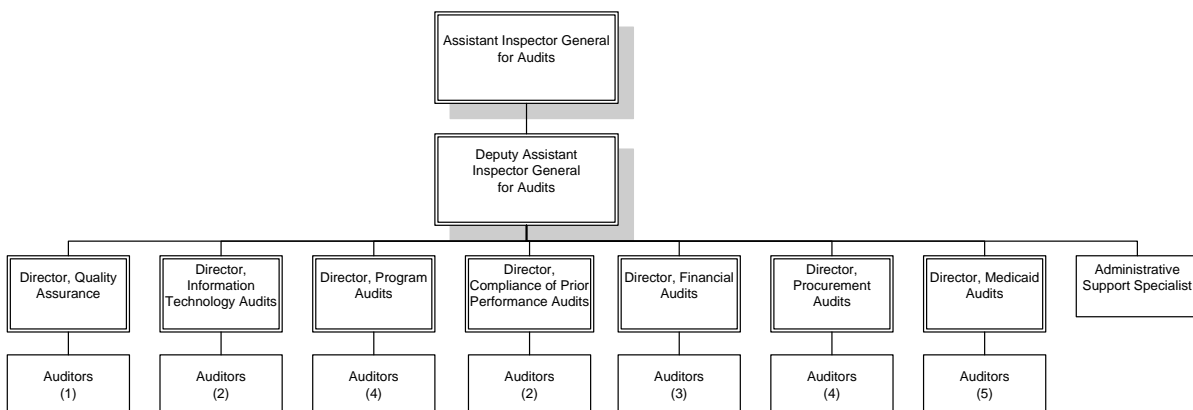 Assistant Inspector General
for Audits
Deputy Assistant
Inspector General
for Audits
Director, Quality
Assurance
Director,
Information
Technology Audits
Director, Program
Audits
Director,
Compliance of Prior
Performance Audits
Director, Financial
Audits
Director,
Procurement
Audits
Director, Medicaid
Audits
Administrative
Support Specialist
Auditors
(1)
Auditors
(2)
Auditors
(4)
Auditors
(2)
Auditors
(3)
Auditors
(4)
Auditors
(5)